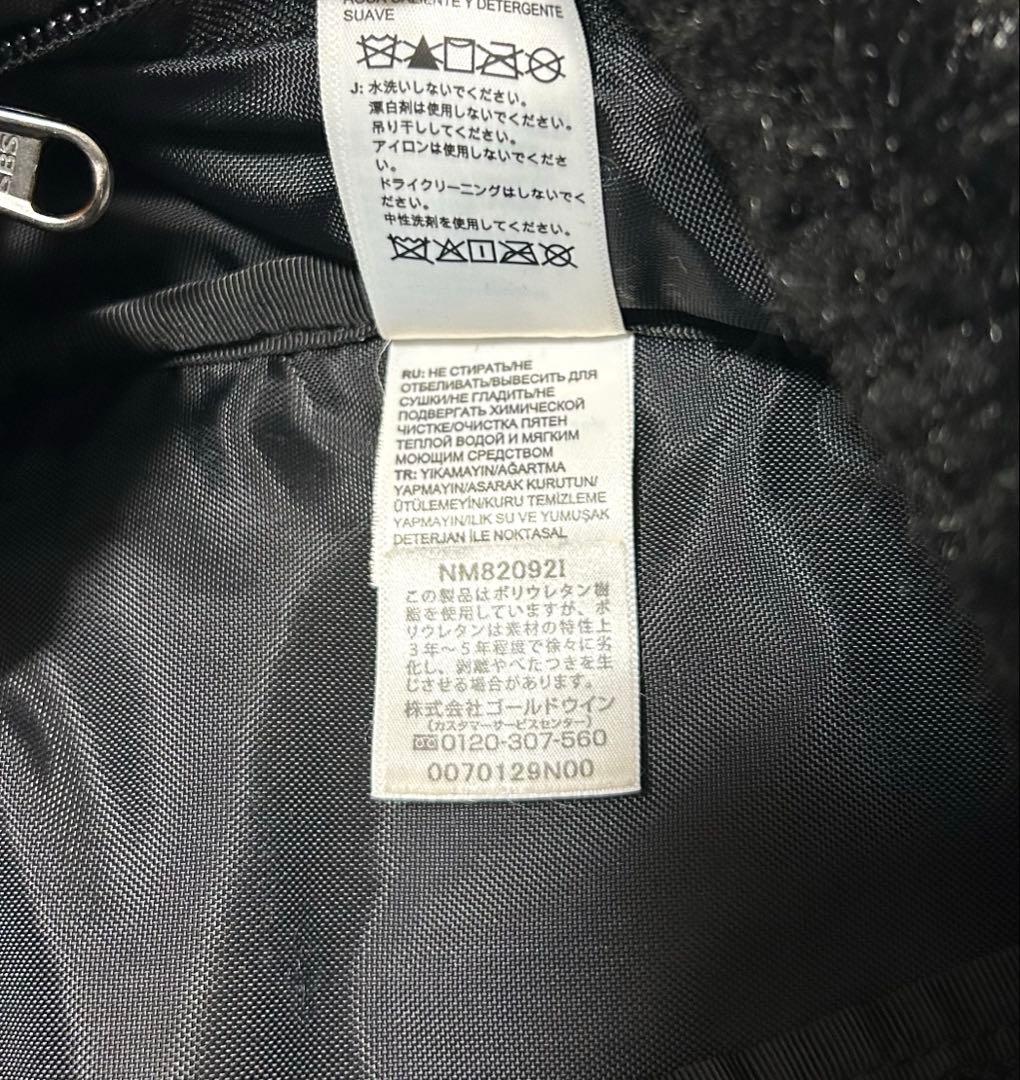 AGUA CALIENTE Y DETERGENTE
SUAVE
J: 水洗いしないでください。
漂白剤は使用しないでください。
吊り干ししてください。
アイロンは使用しないでくださ
い。
ドライクリーニングはしないでく
ださい。
中性洗剤を使用してください。
RU: НЕ СТИРАТЬ/НЕ
ОТБЕЛИВАТЬ/ВЫВЕСИТЬ ДЛЯ
СУШКИ/НЕ ГЛАДИТЬ/НЕ
ПОДВЕРГАТЬ ХИМИЧЕСКОЙ
ЧИСТКЕ/ОЧИСТКА ПЯТЕН
ТЕПЛОЙ ВОДОЙ И МЯГКИМ
МОЮЩИМ СРЕДСТВОМ
TR: YIKAMAYIN/AĞARTMA
YAPMAYIN/ASARAK KURUTUN/
ÜTÜLEMEYİN/KURU TEMİZLEME
YAPMAYIN/ILIK SU VE YUMUŞAK
DETERJAN İLE NOKTASAL
NM82092I
この製品はポリウレタン樹
脂を使用していますが、ポ
リウレタンは素材の特性上
3年～5年程度で徐々に劣
化し、剥離やべたつきを生
じさせる場合があります。
株式会社ゴールドウイン
(カスタマーサービスセンター)
0120-307-560
0070129N00